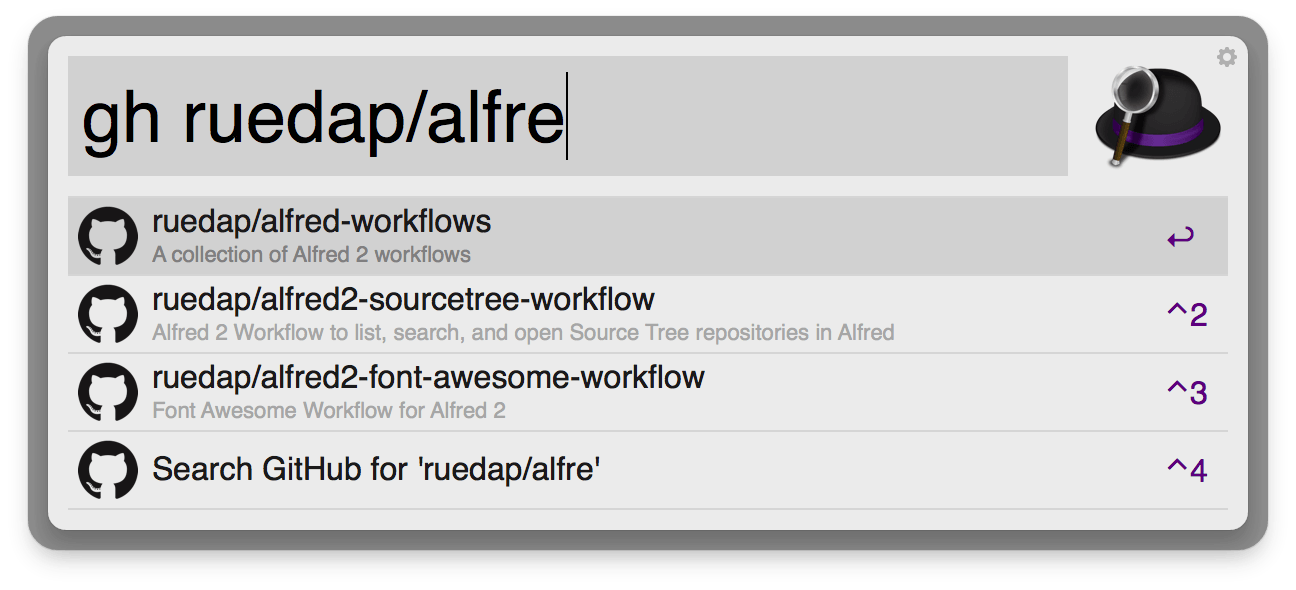 gh ruedap/alfre
ruedap/alfred-workflows
A collection of Alfred 2 workflows
↩
ruedap/alfred2-sourcetree-workflow
Alfred 2 Workflow to list, search, and open Source Tree repositories in Alfred
^2
ruedap/alfred2-font-awesome-workflow
Font Awesome Workflow for Alfred 2
^3
Search GitHub for 'ruedap/alfre'
^4